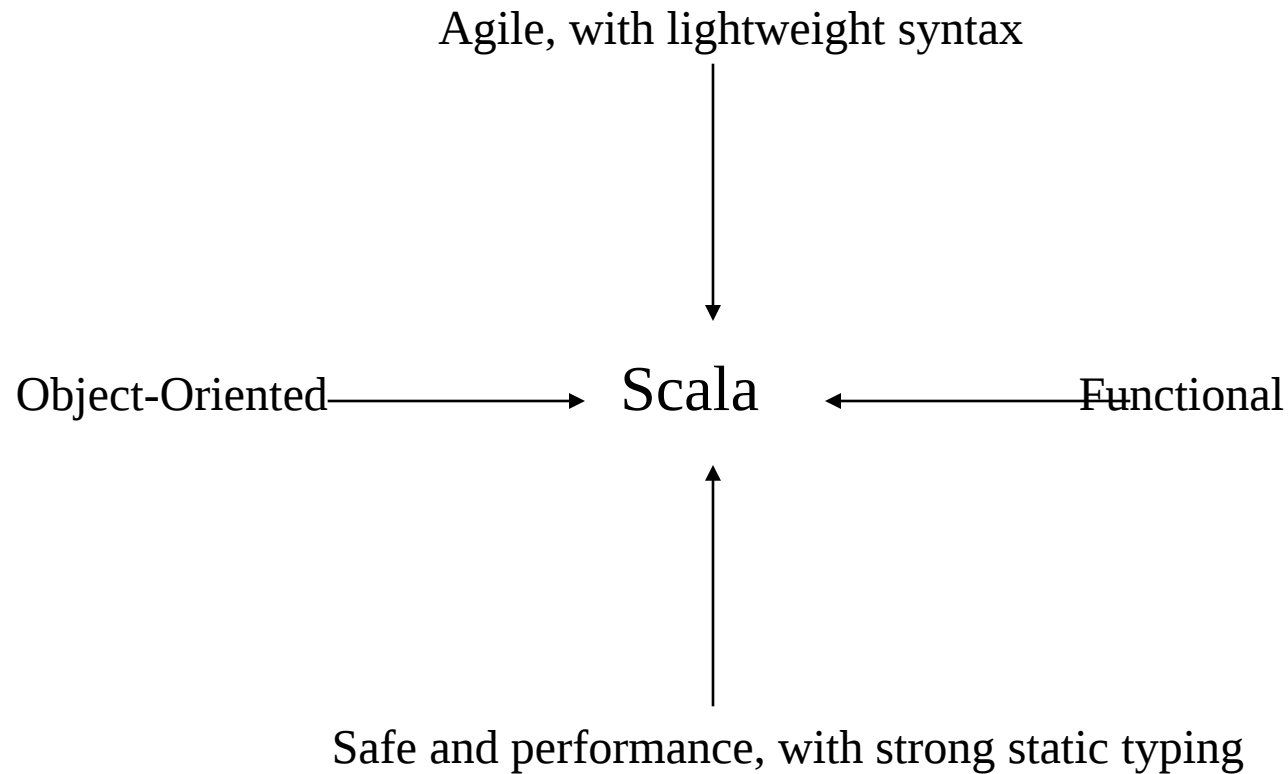 Agile, with lightweight syntax
Object-Oriented
Scala
Functional
Safe and performance, with strong static typing